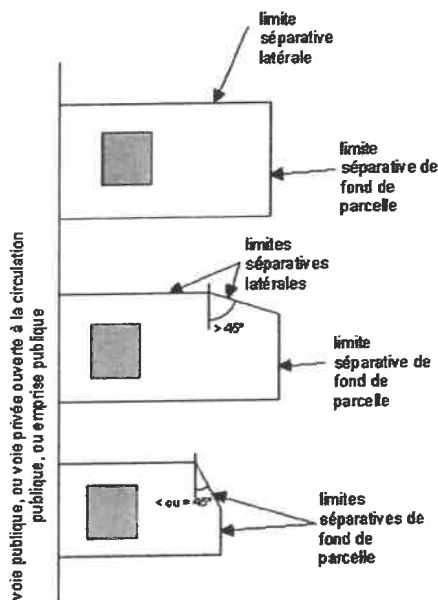 limite
séparative
latérale
limite
séparative de
fond de
parcelle
voie publique, ou voie privée ouverte à la circulation
publique, ou emprise publique
limites
séparatives
latérales
> 45°
limite
séparative de
fond de
parcelle
< ou = 45°
limites
séparatives de
fond de
parcelle